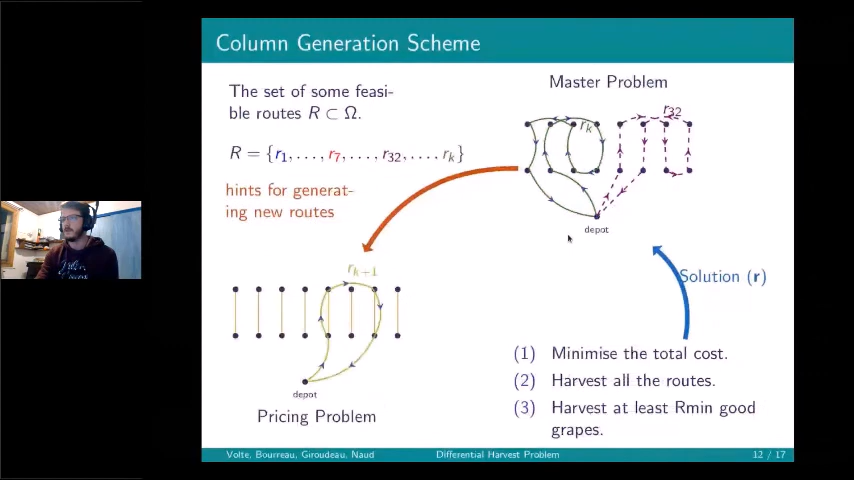 Column Generation Scheme
The set of some feasi-
ble routes R ⊂ Ω.
R = {r1, . . . , r7, . . . , r32, . . . , rk}
hints for generat-
ing new routes
Master Problem
r32
rk
depot
Solution (r)
rk+1
depot
Pricing Problem
(1) Minimise the total cost.
(2) Harvest all the routes.
(3) Harvest at least Rmin good
grapes.
Volte, Bourreau, Giroudeau, Naud
Differential Harvest Problem
12 / 17